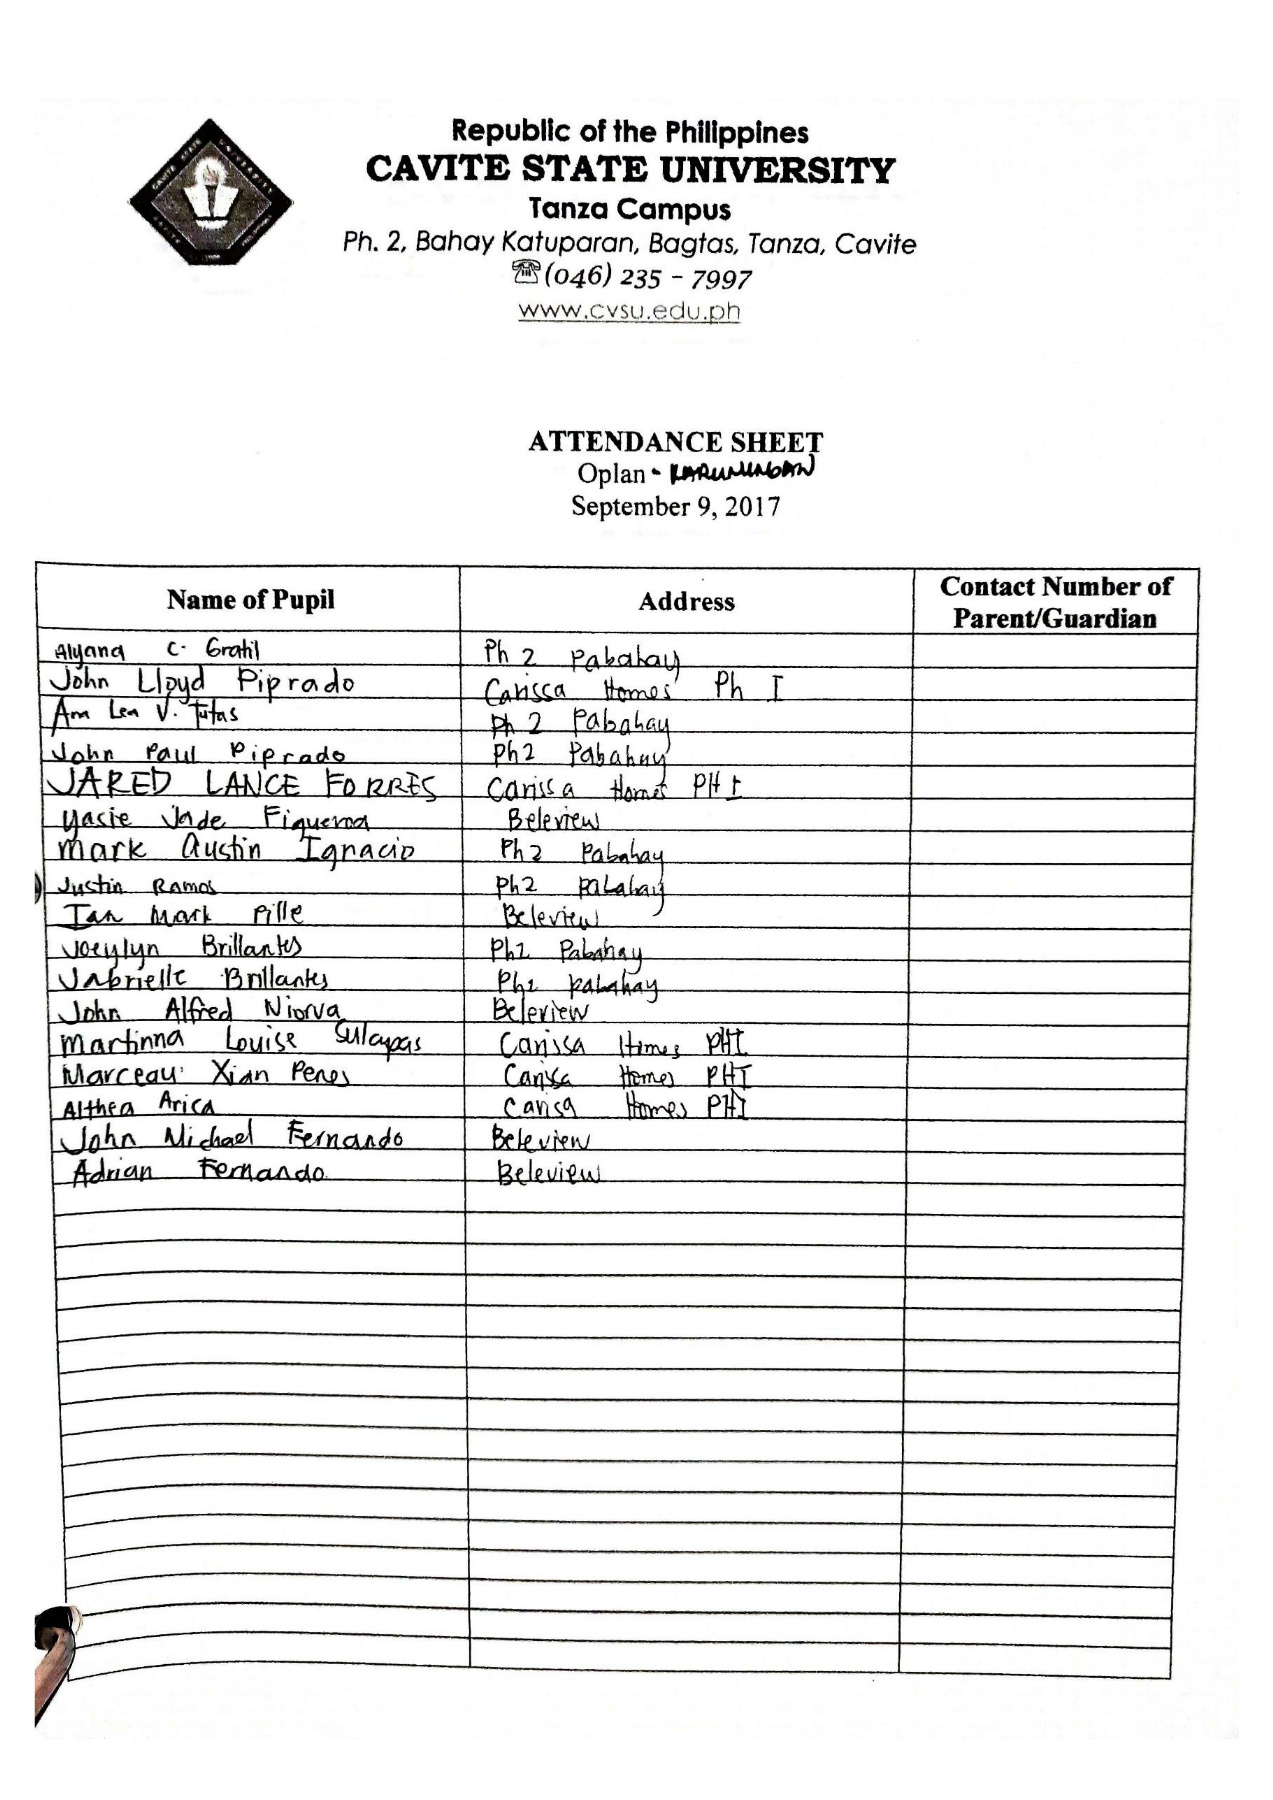 Republic of the Philippines
CAVITE STATE UNIVERSITY
Tanza Campus
Ph. 2, Bahay Katuparan, Bagtas, Tanza, Cavite
☎(046) 235 - 7997
www.cvsu.edu.ph
CAVITE STATE UNIVERSITY
ATTENDANCE SHEET
Oplan - KARUNUNGAN
September 9, 2017
Name of Pupil Address Contact Number of Parent/Guardian
Alyana C. Gratil Ph 2 Pabahay
John Lloyd Piprado Carissa Homes Ph I
Am Lea V. Tutas Ph 2 Pabahay
John Paul Piprado Ph2 Pabahay
JARED LANCE FORRES Carissa Homes PH I
Yasie Jade Figueroa Beleview
Mark Austin Ignacio Ph2 Pabahay
Justin Ramos Ph2 Pabahay
Ian Mark Pille Beleview
Joeylyn Brillantes Ph2 Pabahay
Jabrielle Brillantes Ph2 Pabahay
John Alfred Niorva Beleview
Martinna Louise Sulapas Carissa Homes PHI
Marceau Xian Penes Carissa Homes PHI
Althea Arica Carisa Homes PHI
John Michael Fernando Beleview
Adrian Fernando Beleview